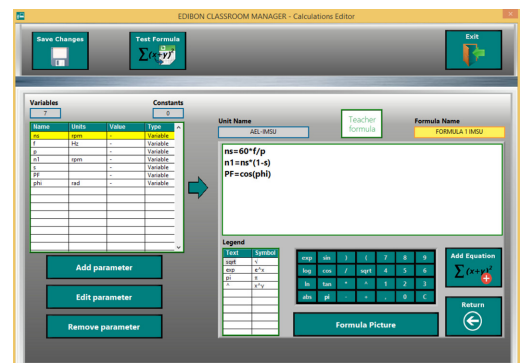 EDIBON CLASSROOM MANAGER - Calculations Editor
Save Changes
Test Formula
Σ(x+y)²
Exit
Variables
7
Constants
0
Name Units Value Type
ns rpm - Variable
f Hz - Variable
p - Variable
n1 rpm - Variable
s - Variable
PF - Variable
phi rad - Variable
Add parameter
Edit parameter
Remove parameter
Unit Name
AEL-IMSU
Teacher formula
Formula Name
FORMULA 1 IMSU
ns=60*f/p
n1=ns*(1-s)
PF=cos(phi)
Legend
Text Symbol
sqrt √
exp e^x
pi π
^ x^y
exp sin ) ( 7 8 9
log cos / sqrt 4 5 6
ln tan * ^ 1 2 3
abs pi - + . 0 C
Formula Picture
Add Equation
Σ(x+y)²
Return